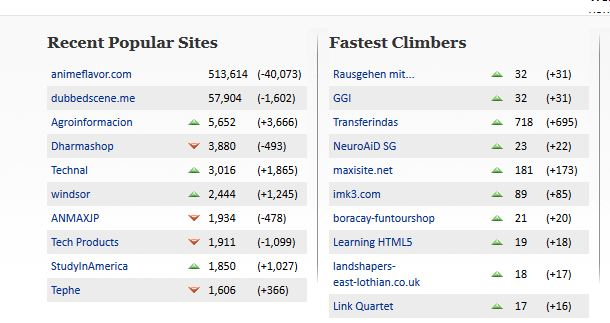 Recent Popular Sites
animeflavor.com 513,614 (-40,073)
dubbedscene.me 57,904 (-1,602)
Agroinformacion 5,652 (+3,666)
Dharmashop 3,880 (-493)
Technal 3,016 (+1,865)
windsor 2,444 (+1,245)
ANMAXJP 1,934 (-478)
Tech Products 1,911 (-1,099)
StudyInAmerica 1,850 (+1,027)
Tephe 1,606 (+366)
Fastest Climbers
Rausgehen mit... 32 (+31)
GGI 32 (+31)
Transferindas 718 (+695)
NeuroAiD SG 23 (+22)
maxisite.net 181 (+173)
imk3.com 89 (+85)
boracay-funtourshop 21 (+20)
Learning HTML5 19 (+18)
landshapers-
east-lothian.co.uk 18 (+17)
Link Quartet 17 (+16)